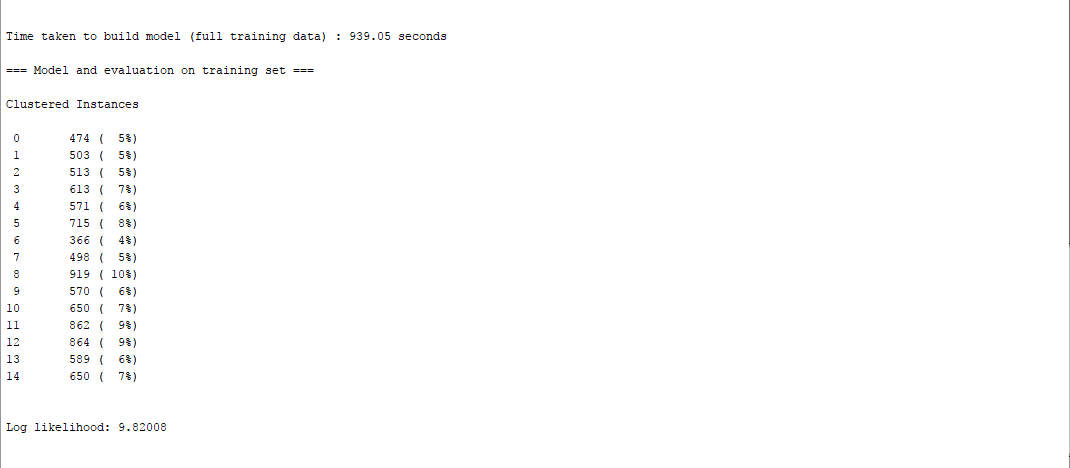 Time taken to build model (full training data) : 939.05 seconds
=== Model and evaluation on training set ===
Clustered Instances
0 474 ( 5%)
1 503 ( 5%)
2 513 ( 5%)
3 613 ( 7%)
4 571 ( 6%)
5 715 ( 8%)
6 366 ( 4%)
7 498 ( 5%)
8 919 ( 10%)
9 570 ( 6%)
10 650 ( 7%)
11 862 ( 9%)
12 864 ( 9%)
13 589 ( 6%)
14 650 ( 7%)
Log likelihood: 9.82008